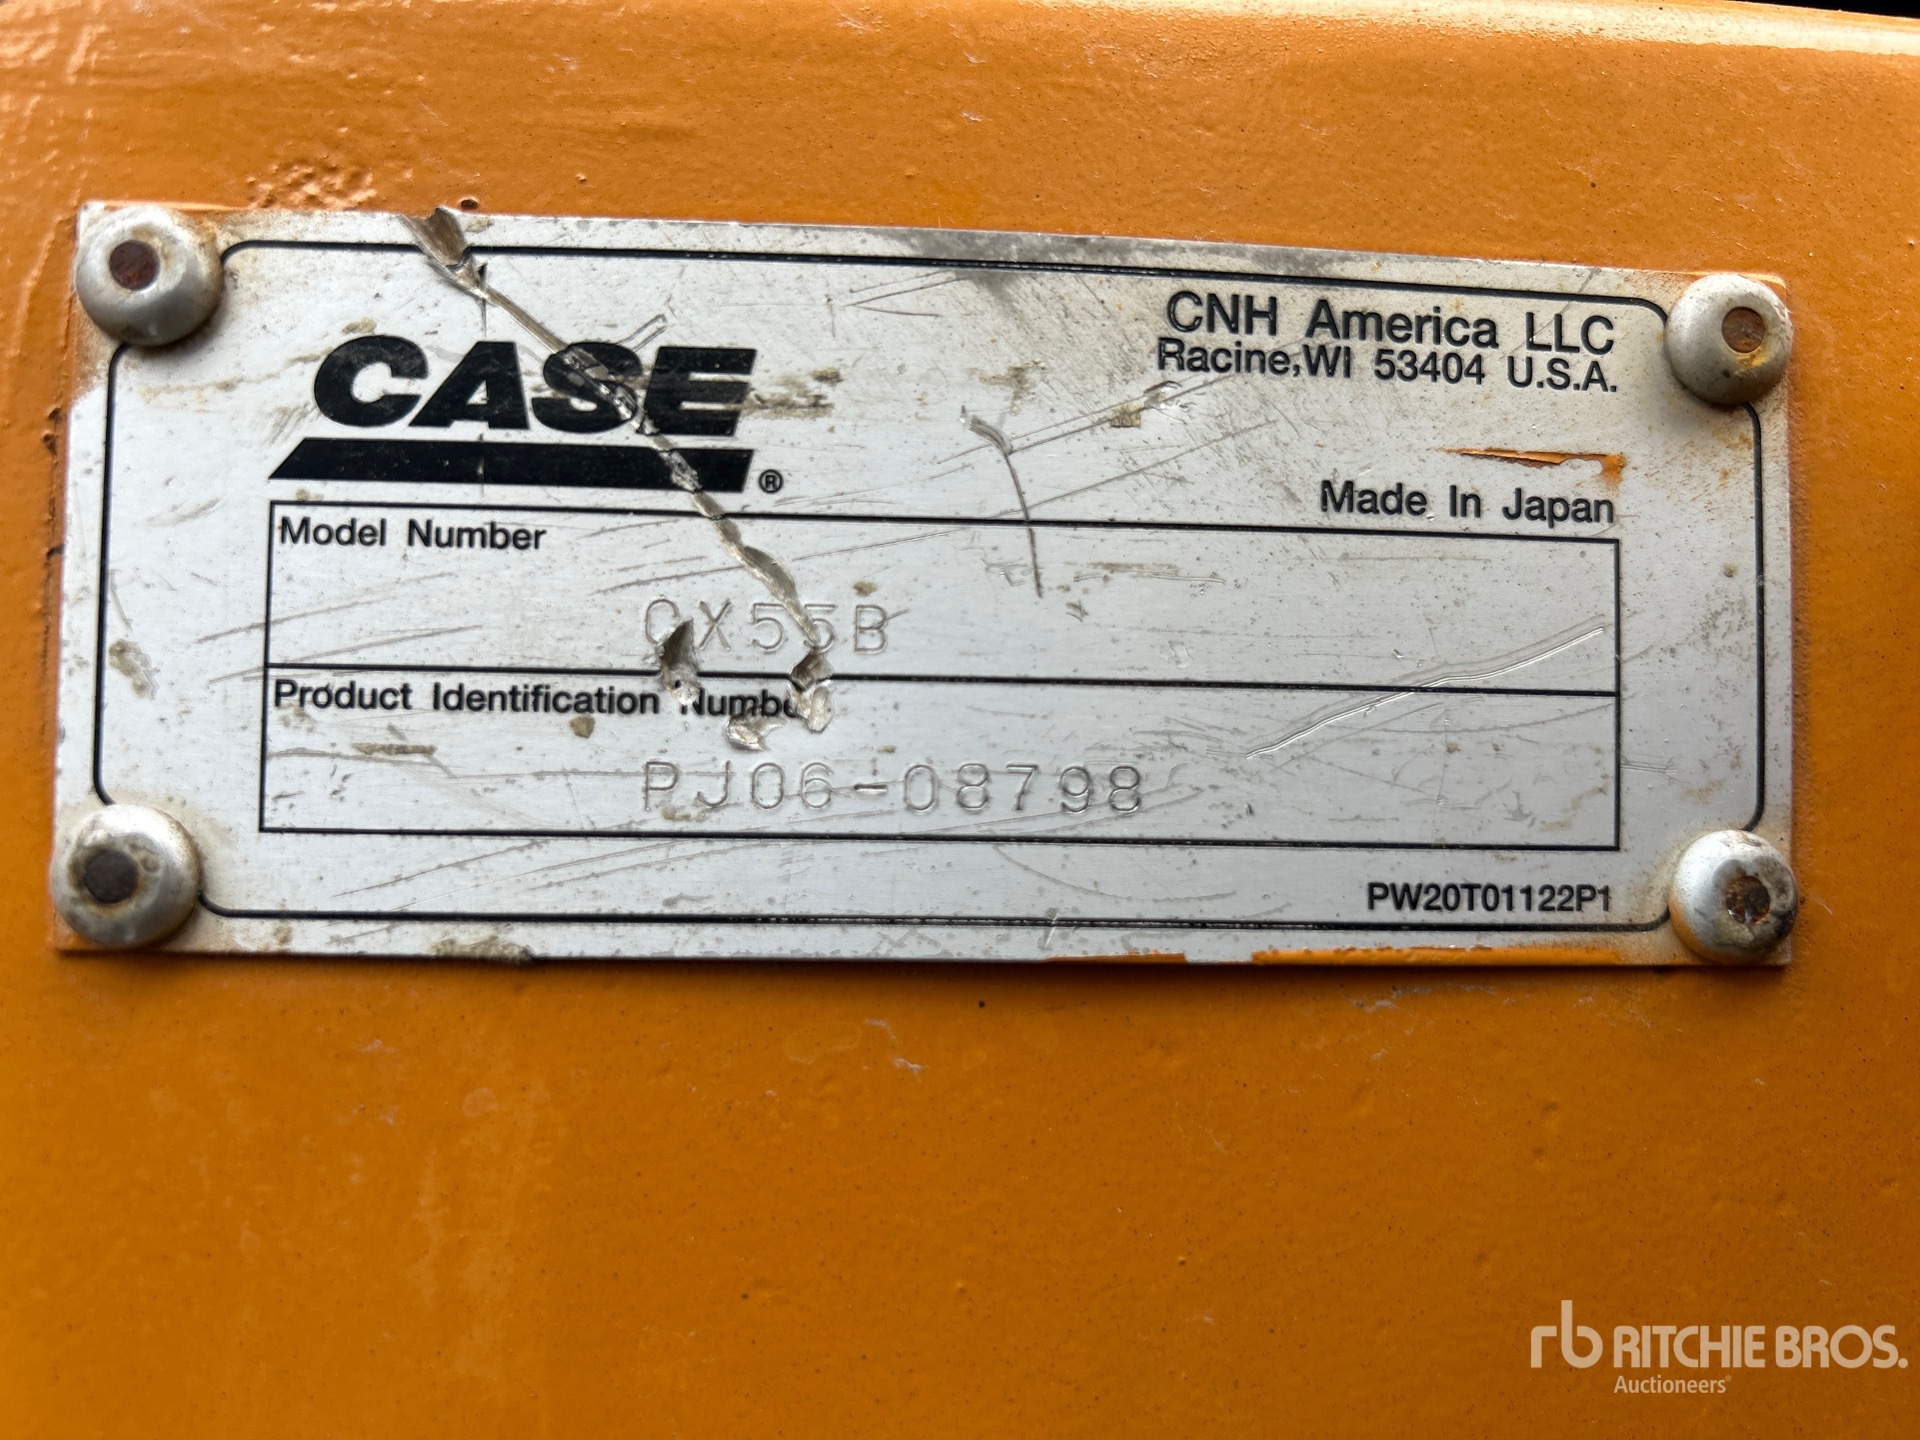 CASE®
CNH America LLC
Racine, WI 53404 U.S.A.
Made In Japan
Model Number
CX55B
Product Identification Number
PJ06-08798
PW20T01122P1
rb RITCHIE BROS.
Auctioneers